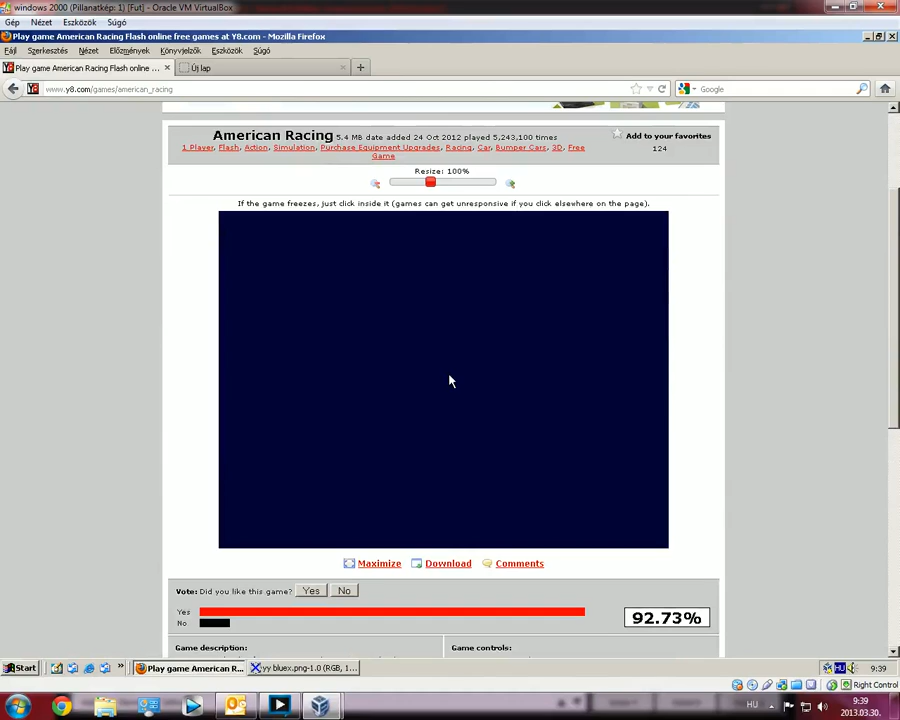 windows 2000 (Pillanatkép: 1) [Fut] - Oracle VM VirtualBox
Gép Nézet Eszközök Súgó
Play game American Racing Flash online free games at Y8.com - Mozilla Firefox
Fájl Szerkesztés Nézet Előzmények Könyvjelzők Eszközök Súgó
Play game American Racing Flash online ... Új lap
www.y8.com/games/american_racing Google
American Racing 5.4 MB date added 24 Oct 2012 played 5,243,100 times
Add to your favorites
1 Player, Flash, Action, Simulation, Purchase Equipment Upgrades, Racing, Car, Bumper Cars, 3D, Free
Game
124
Resize: 100%
If the game freezes, just click inside it (games can get unresponsive if you click elsewhere on the page).
Maximize Download Comments
Vote: Did you like this game? Yes No
Yes
No
92.73%
Game description: Game controls:
Start Play game American R... yy bluex.png-1.0 (RGB, 1... HU 9:39
Right Control
HU 9:39
2013.03.30.